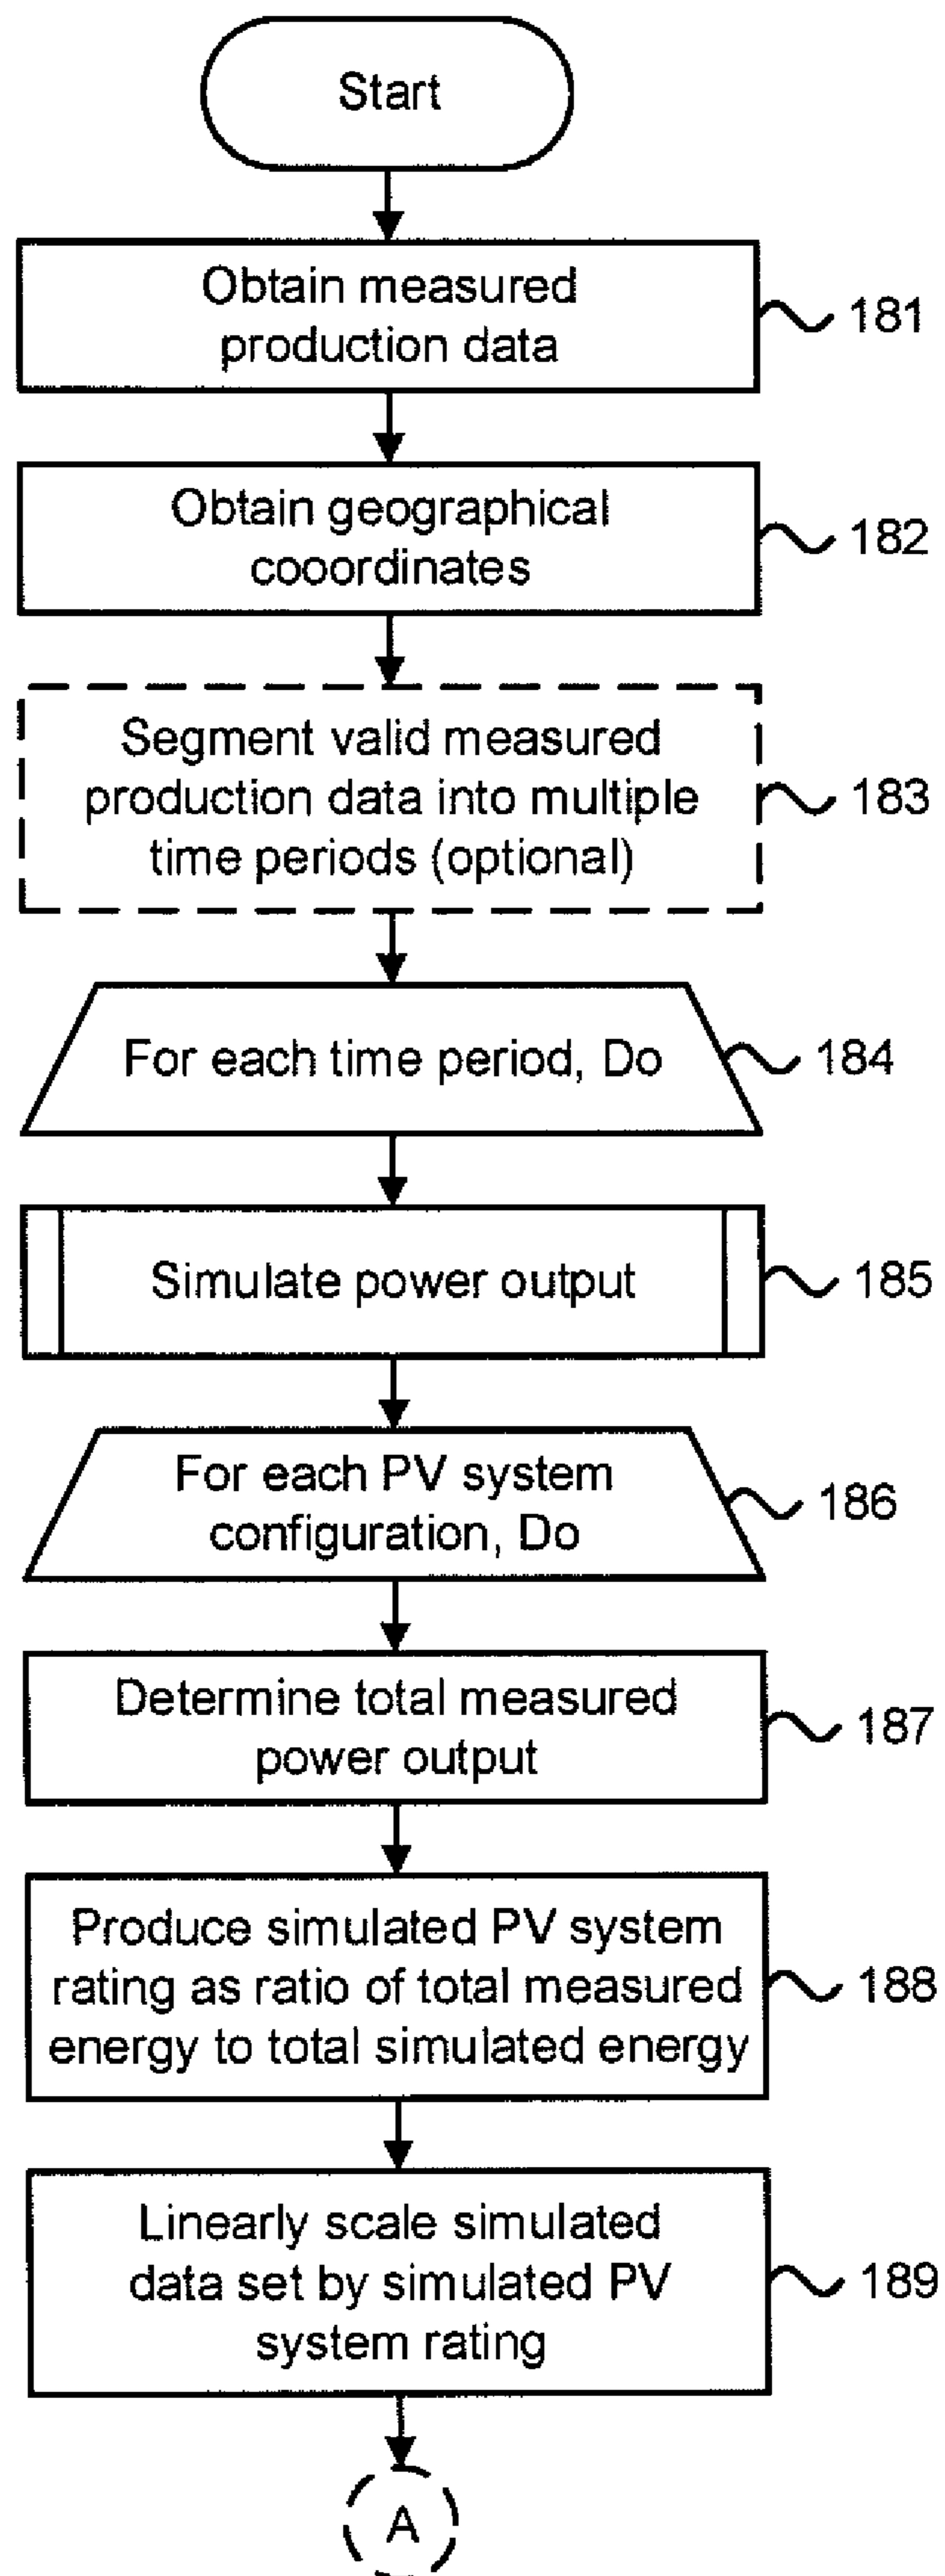 Start
Obtain measured
production data
181
Obtain geographical
cooordinates
182
Segment valid measured
production data into multiple
time periods (optional)
183
For each time period, Do
184
Simulate power output
185
For each PV system
configuration, Do
186
Determine total measured
power output
187
Produce simulated PV system
rating as ratio of total measured
energy to total simulated energy
188
Linearly scale simulated
data set by simulated PV
system rating
189
A